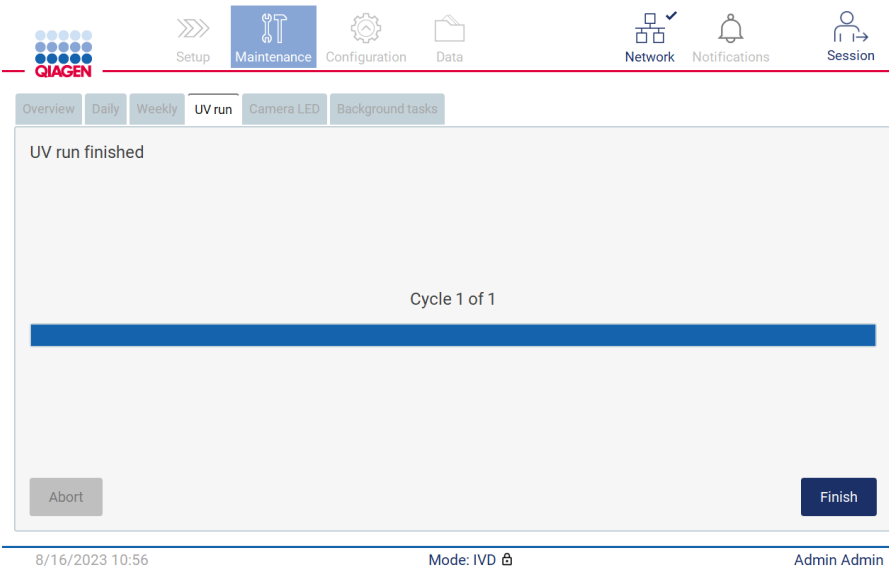 QIAGEN
Setup Maintenance Configuration Data Network Notifications Session
Overview Daily Weekly UV run Camera LED Background tasks
UV run finished
Cycle 1 of 1
Abort Finish
8/16/2023 10:56 Mode: IVD Admin Admin